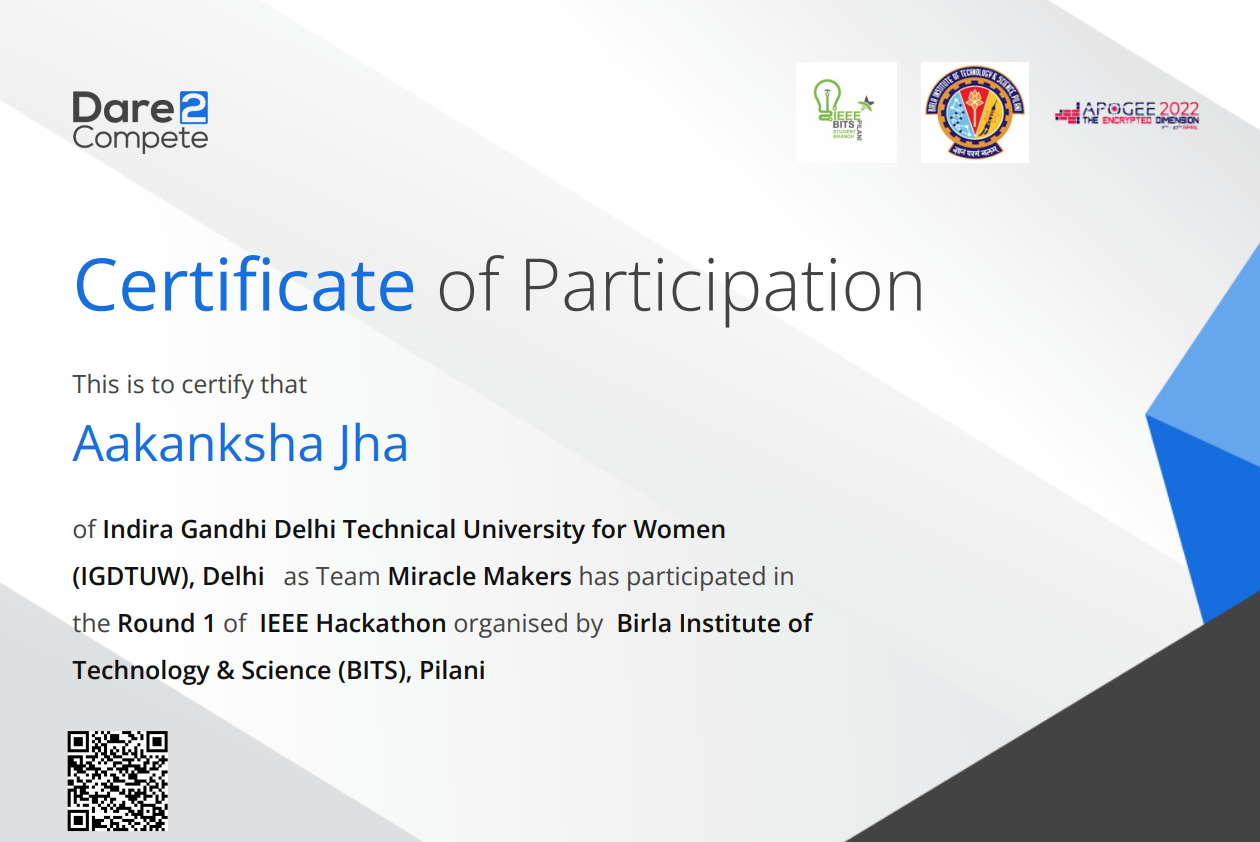 Dare2
Compete
IEEE
BITS
PILANI
STUDENT
BRANCH
BIRLA INSTITUTE OF TECHNOLOGY & SCIENCE, PILANI
ज्ञानं परमं बलम्
APOGEE 2022
THE ENCRYPTED DIMENSION
Certificate of Participation
This is to certify that
Aakanksha Jha
of Indira Gandhi Delhi Technical University for Women
(IGDTUW), Delhi as Team Miracle Makers has participated in
the Round 1 of IEEE Hackathon organised by Birla Institute of
Technology & Science (BITS), Pilani